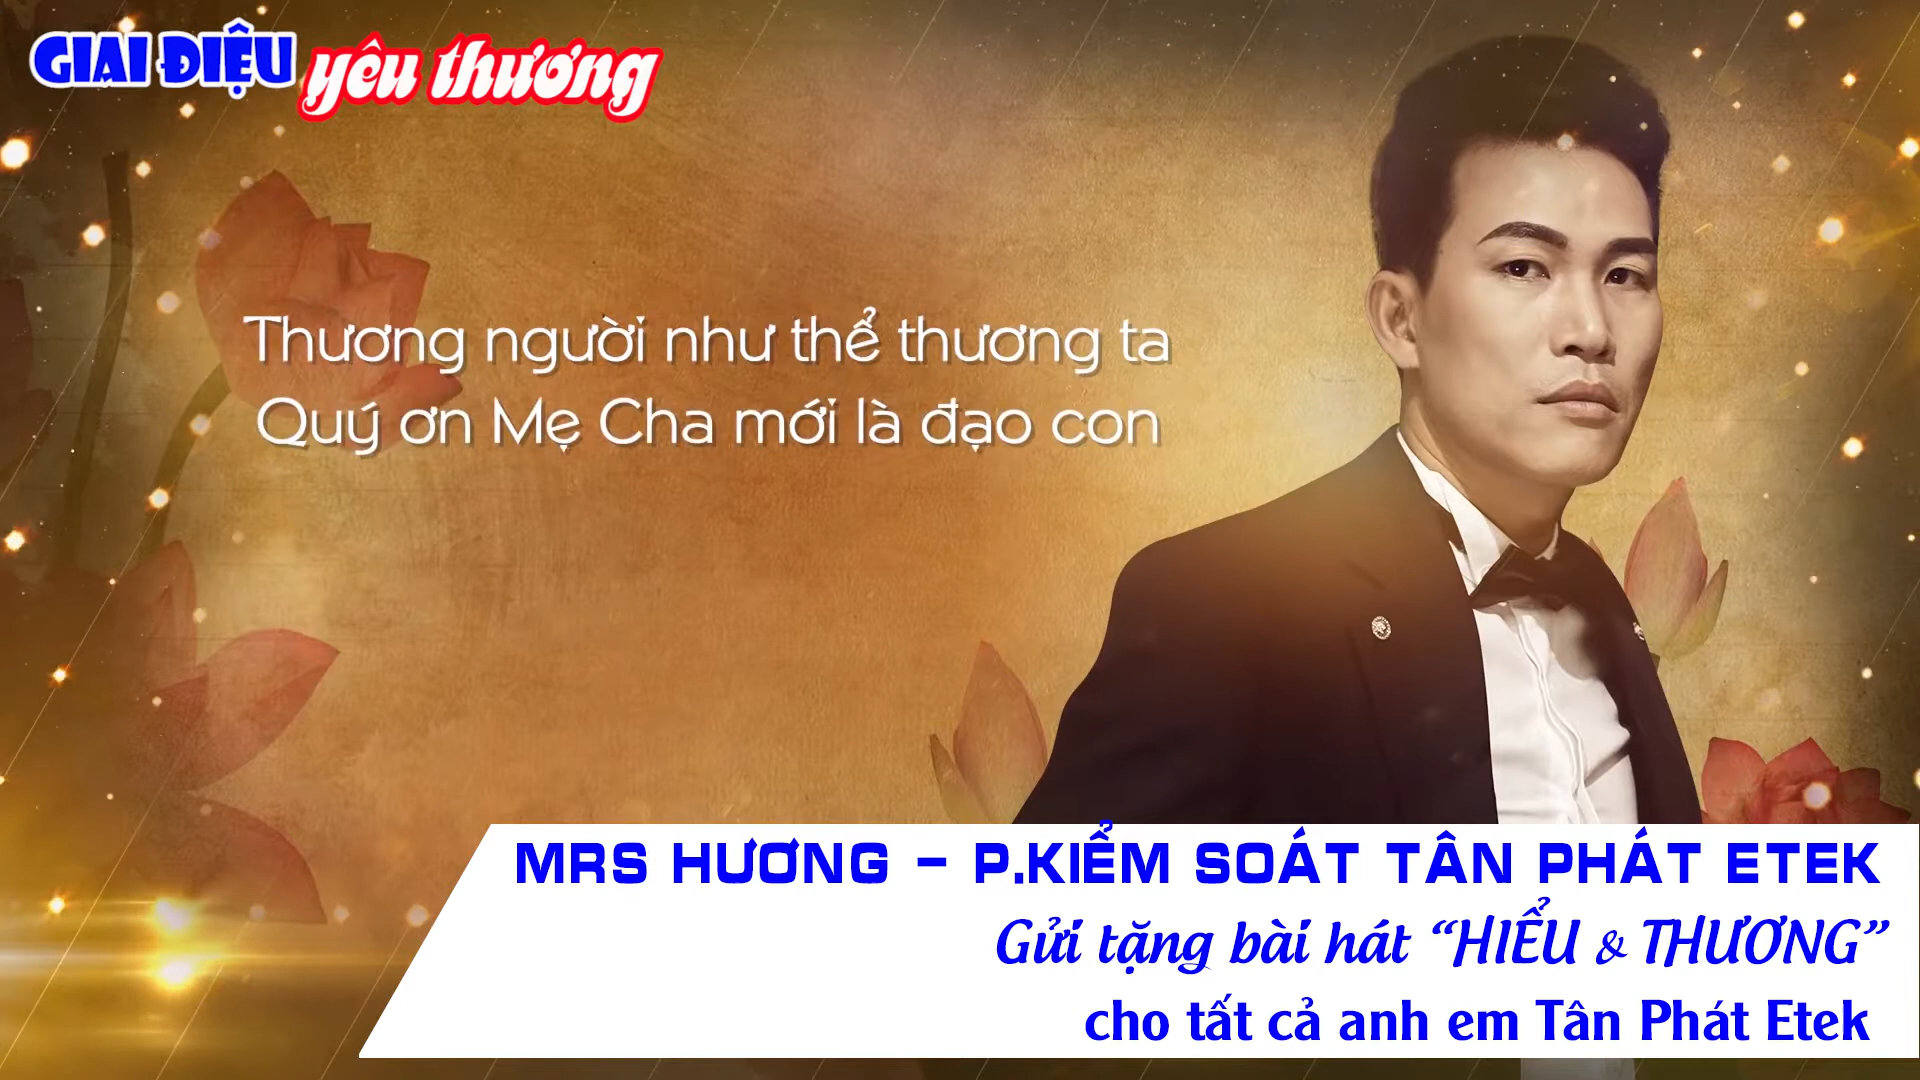 GIAI ĐIỆU yêu thương
Thương người như thể thương ta
Quý ơn Mẹ Cha mới là đạo con
MRS HƯƠNG - P.KIỂM SOÁT TÂN PHÁT ETEK
Gửi tặng bài hát “HIỂU & THƯƠNG”
cho tất cả anh em Tân Phát Etek